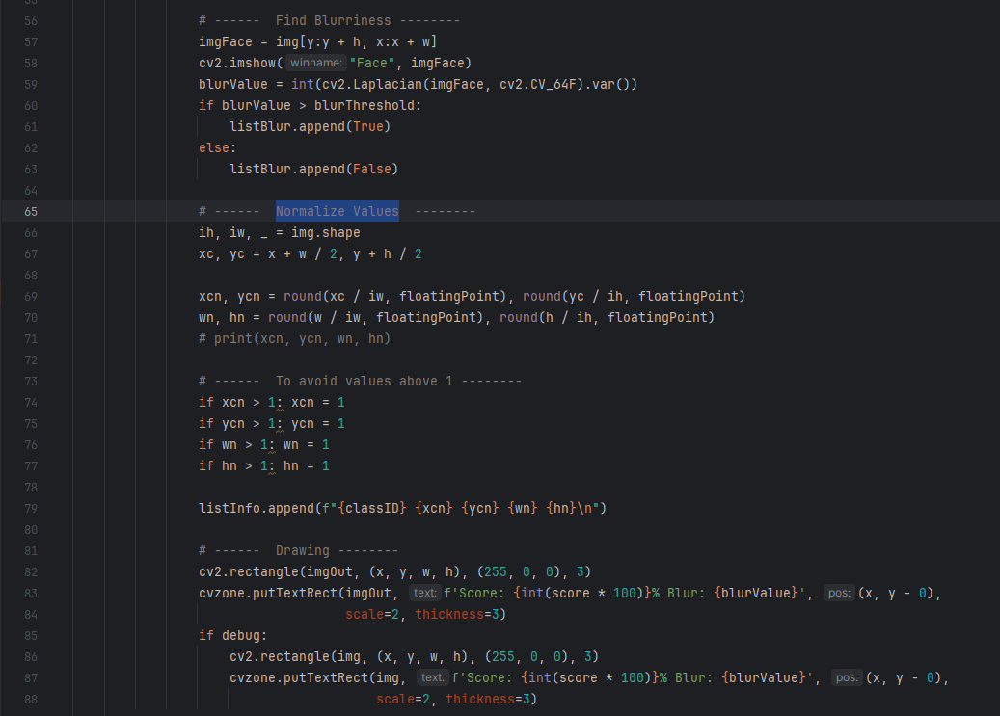 55
56 # ------  Find Blurriness --------
57 imgFace = img[y:y + h, x:x + w]
58 cv2.imshow( winname: "Face", imgFace)
59 blurValue = int(cv2.Laplacian(imgFace, cv2.CV_64F).var())
60 if blurValue > blurThreshold:
61     listBlur.append(True)
62 else:
63     listBlur.append(False)
64
65 # ------  Normalize Values  --------
66 ih, iw, _ = img.shape
67 xc, yc = x + w / 2, y + h / 2
68
69 xcn, ycn = round(xc / iw, floatingPoint), round(yc / ih, floatingPoint)
70 wn, hn = round(w / iw, floatingPoint), round(h / ih, floatingPoint)
71 # print(xcn, ycn, wn, hn)
72
73 # ------  To avoid values above 1 --------
74 if xcn > 1: xcn = 1
75 if ycn > 1: ycn = 1
76 if wn > 1: wn = 1
77 if hn > 1: hn = 1
78
79 listInfo.append(f"{classID} {xcn} {ycn} {wn} {hn}\n")
80
81 # ------  Drawing --------
82 cv2.rectangle(imgOut, (x, y, w, h), (255, 0, 0), 3)
83 cvzone.putTextRect(imgOut, text: f'Score: {int(score * 100)}% Blur: {blurValue}', pos: (x, y - 0),
84                    scale=2, thickness=3)
85 if debug:
86     cv2.rectangle(img, (x, y, w, h), (255, 0, 0), 3)
87     cvzone.putTextRect(img, text: f'Score: {int(score * 100)}% Blur: {blurValue}', pos: (x, y - 0),
88                        scale=2, thickness=3)